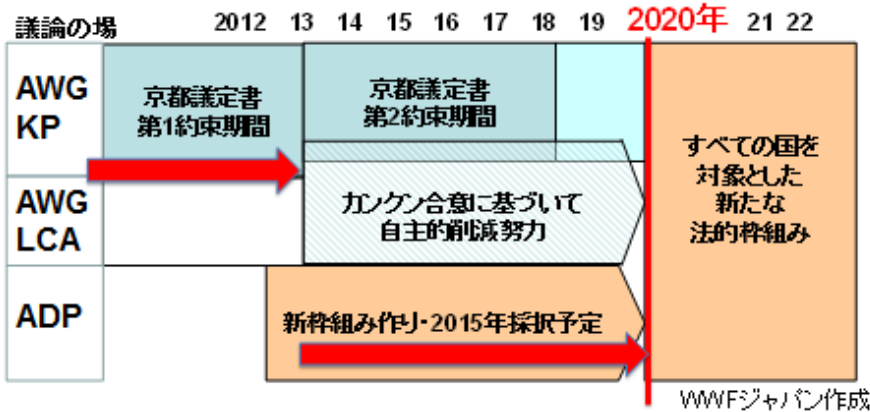 議論の場 2012 13 14 15 16 17 18 19 2020年 21 22
AWG
KP
京都議定書
第1約束期間
京都議定書
第2約束期間
すべての国を
対象とした
新たな
法的枠組み
AWG
LCA
カンクン合意に基づいて
自主的削減努力
ADP
新枠組み作り・2015年採択予定
WWFジャパン作成